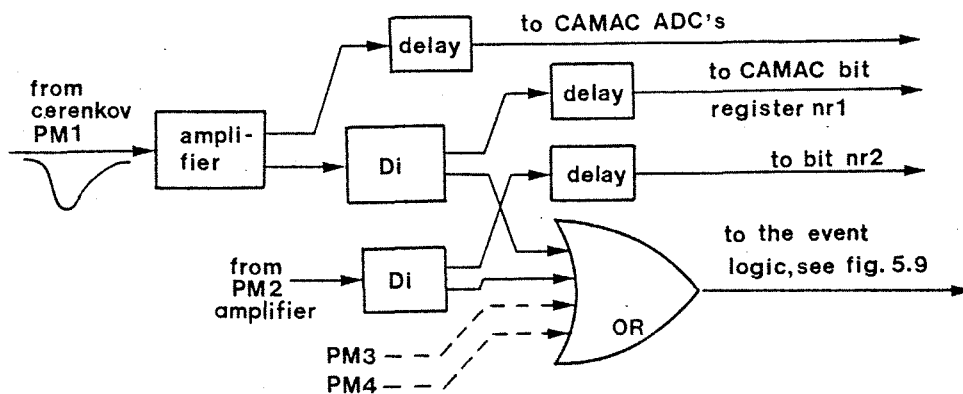 to CAMAC ADC's
delay
to CAMAC bit
register nr1
delay
from
cerenkov
PM1
ampli-
fier
Di
to bit nr2
delay
to the event
logic, see fig. 5.9
from
PM2
amplifier
Di
OR
PM3
PM4